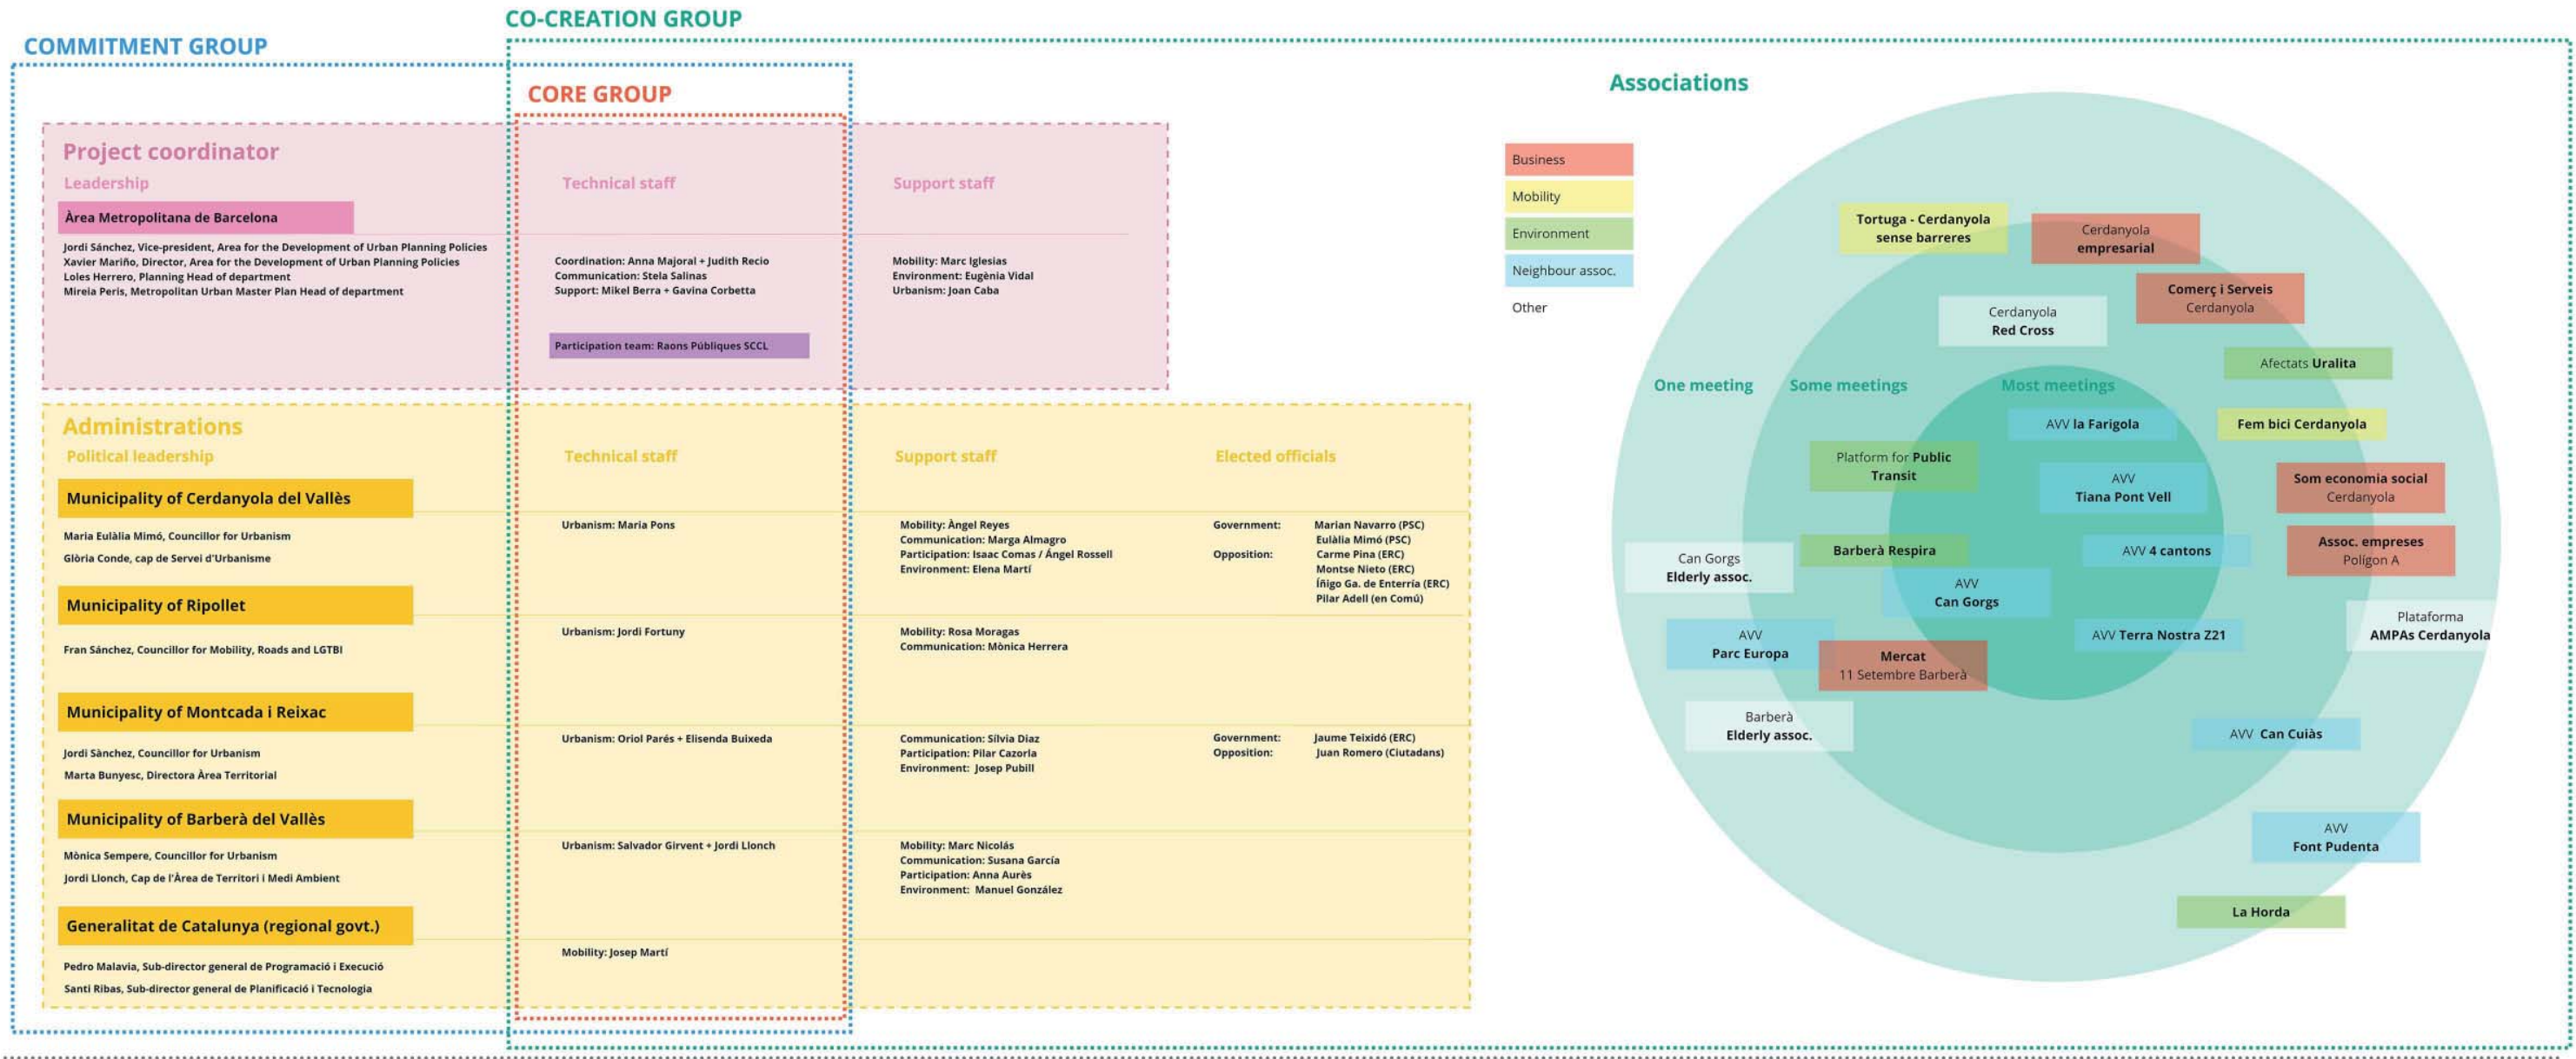 CO-CREATION GROUP
COMMITMENT GROUP
CORE GROUP
Project coordinator
Leadership
Technical staff
Support staff
Àrea Metropolitana de Barcelona
Jordi Sánchez, Vice-president, Area for the Development of Urban Planning Policies
Xavier Mariño, Director, Area for the Development of Urban Planning Policies
Loles Herrero, Planning Head of department
Mireia Peris, Metropolitan Urban Master Plan Head of department
Coordination: Anna Majoral + Judith Recio
Communication: Stela Salinas
Support: Mikel Berra + Gavina Corbetta
Participation team: Raons Públiques SCCL
Mobility: Marc Iglesias
Environment: Eugènia Vidal
Urbanism: Joan Caba
Administrations
Political leadership
Technical staff
Support staff
Elected officials
Municipality of Cerdanyola del Vallès
Maria Eulàlia Mimó, Councillor for Urbanism
Glòria Conde, cap de Servei d'Urbanisme
Urbanism: Maria Pons
Mobility: Àngel Reyes
Communication: Marga Almagro
Participation: Isaac Comas / Ángel Rossell
Environment: Elena Martí
Government: Marian Navarro (PSC)
Eulàlia Mimó (PSC)
Opposition: Carme Pina (ERC)
Montse Nieto (ERC)
Íñigo Ga. de Enterría (ERC)
Pilar Adell (en Comú)
Municipality of Ripollet
Fran Sánchez, Councillor for Mobility, Roads and LGTBI
Urbanism: Jordi Fortuny
Mobility: Rosa Moragas
Communication: Mònica Herrera
Municipality of Montcada i Reixac
Jordi Sànchez, Councillor for Urbanism
Marta Bunyesc, Directora Àrea Territorial
Urbanism: Oriol Parés + Elisenda Buixeda
Communication: Sílvia Diaz
Participation: Pilar Cazorla
Environment: Josep Pubill
Government: Jaume Teixidó (ERC)
Opposition: Juan Romero (Ciutadans)
Municipality of Barberà del Vallès
Mònica Sempere, Councillor for Urbanism
Jordi Llonch, Cap de l'Àrea de Territori i Medi Ambient
Urbanism: Salvador Girvent + Jordi Llonch
Mobility: Marc Nicolás
Communication: Susana García
Participation: Anna Aurès
Environment: Manuel González
Generalitat de Catalunya (regional govt.)
Pedro Malavia, Sub-director general de Programació i Execució
Santi Ribas, Sub-director general de Planificació i Tecnologia
Mobility: Josep Martí
Associations
Business
Mobility
Environment
Neighbour assoc.
Other
Tortuga - Cerdanyola
sense barreres
Cerdanyola
empresarial
Comerç i Serveis
Cerdanyola
Cerdanyola
Red Cross
Afectats Uralita
One meeting
Some meetings
Most meetings
AVV la Farigola
Fem bici Cerdanyola
Platform for Public
Transit
AVV
Tiana Pont Vell
Som economia social
Cerdanyola
Barberà Respira
AVV 4 cantons
Assoc. empreses
Polígon A
Can Gorgs
Elderly assoc.
AVV
Can Gorgs
Plataforma
AMPAs Cerdanyola
AVV
Parc Europa
AVV Terra Nostra Z21
Mercat
11 Setembre Barberà
Barberà
Elderly assoc.
AVV Can Cuiàs
AVV
Font Pudenta
La Horda